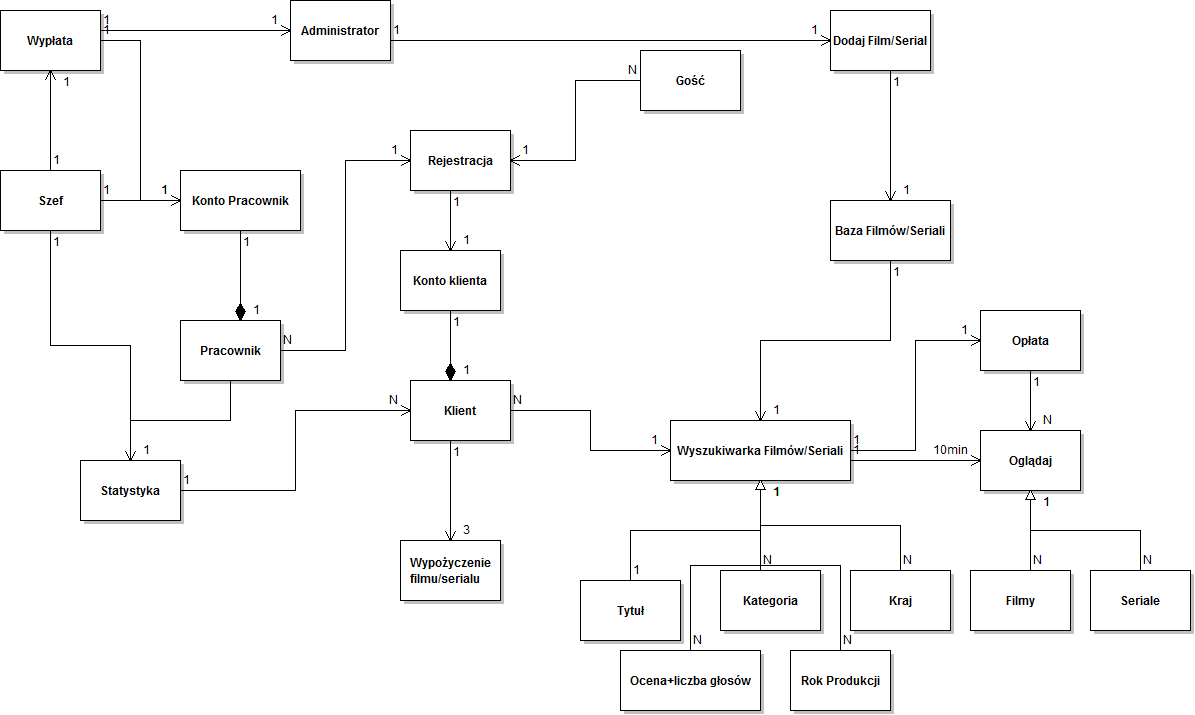 Wypłata
1
1
1
Administrator
1
1
Dodaj Film/Serial
1
N
Gość
1
1
1
Rejestracja
1
1
1
Szef
1
1
Konto Pracownik
1
1
Baza Filmów/Seriali
1
1
1
1
Konto klienta
1
1
Pracownik
N
1
Opłata
1
1
Klient
N
N
1
1
N
1
Wyszukiwarka Filmów/Seriali
1
1
10min
Oglądaj
1
Statystyka
1
1
1
3
Wypożyczenie
filmu/serialu
1
Tytuł
N
Kategoria
N
Kraj
N
Filmy
N
Seriale
N
Ocena+liczba głosów
N
Rok Produkcji